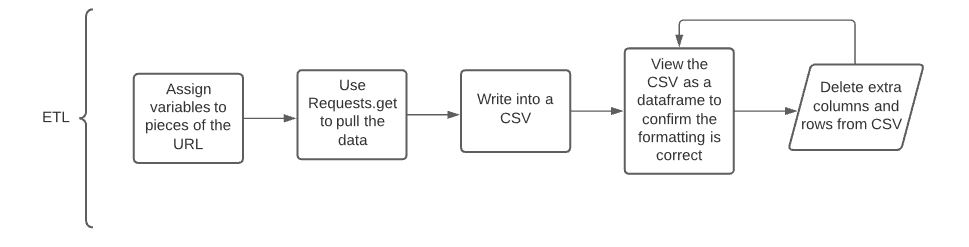 ETL
Assign
variables to
pieces of the
URL
Use
Requests.get
to pull the
data
Write into a
CSV
View the
CSV as a
dataframe to
confirm the
formatting is
correct
Delete extra
columns and
rows from CSV